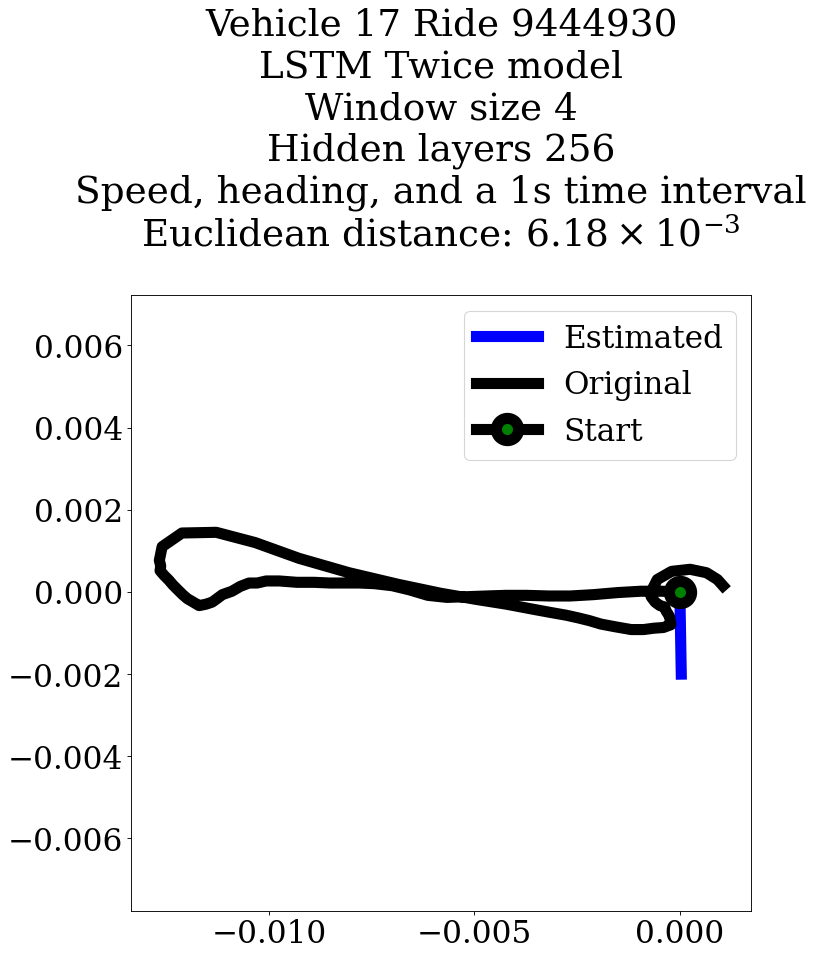 Vehicle 17 Ride 9444930
LSTM Twice model
Window size 4
Hidden layers 256
Speed, heading, and a 1s time interval
Euclidean distance: 6.18 × 10⁻³
Estimated
Original
Start
0.006
0.004
0.002
0.000
−0.002
−0.004
−0.006
−0.010
−0.005
0.000